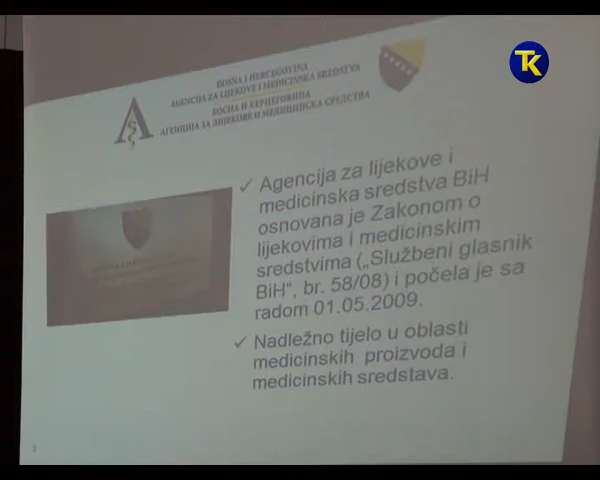 TK
BOSNA I HERCEGOVINA
AGENCIJA ZA LIJEKOVE I MEDICINSKA SREDSTVA
БОСНА И ХЕРЦЕГОВИНА
АГЕНЦИЈА ЗА ЛИЈЕКОВЕ И МЕДИЦИНСКА СРЕДСТВА
✓ Agencija za lijekove i
medicinska sredstva BiH
osnovana je Zakonom o
lijekovima i medicinskim
sredstvima („Službeni glasnik
BiH“, br. 58/08) i počela je sa
radom 01.05.2009.
✓ Nadležno tijelo u oblasti
medicinskih proizvoda i
medicinskih sredstava.